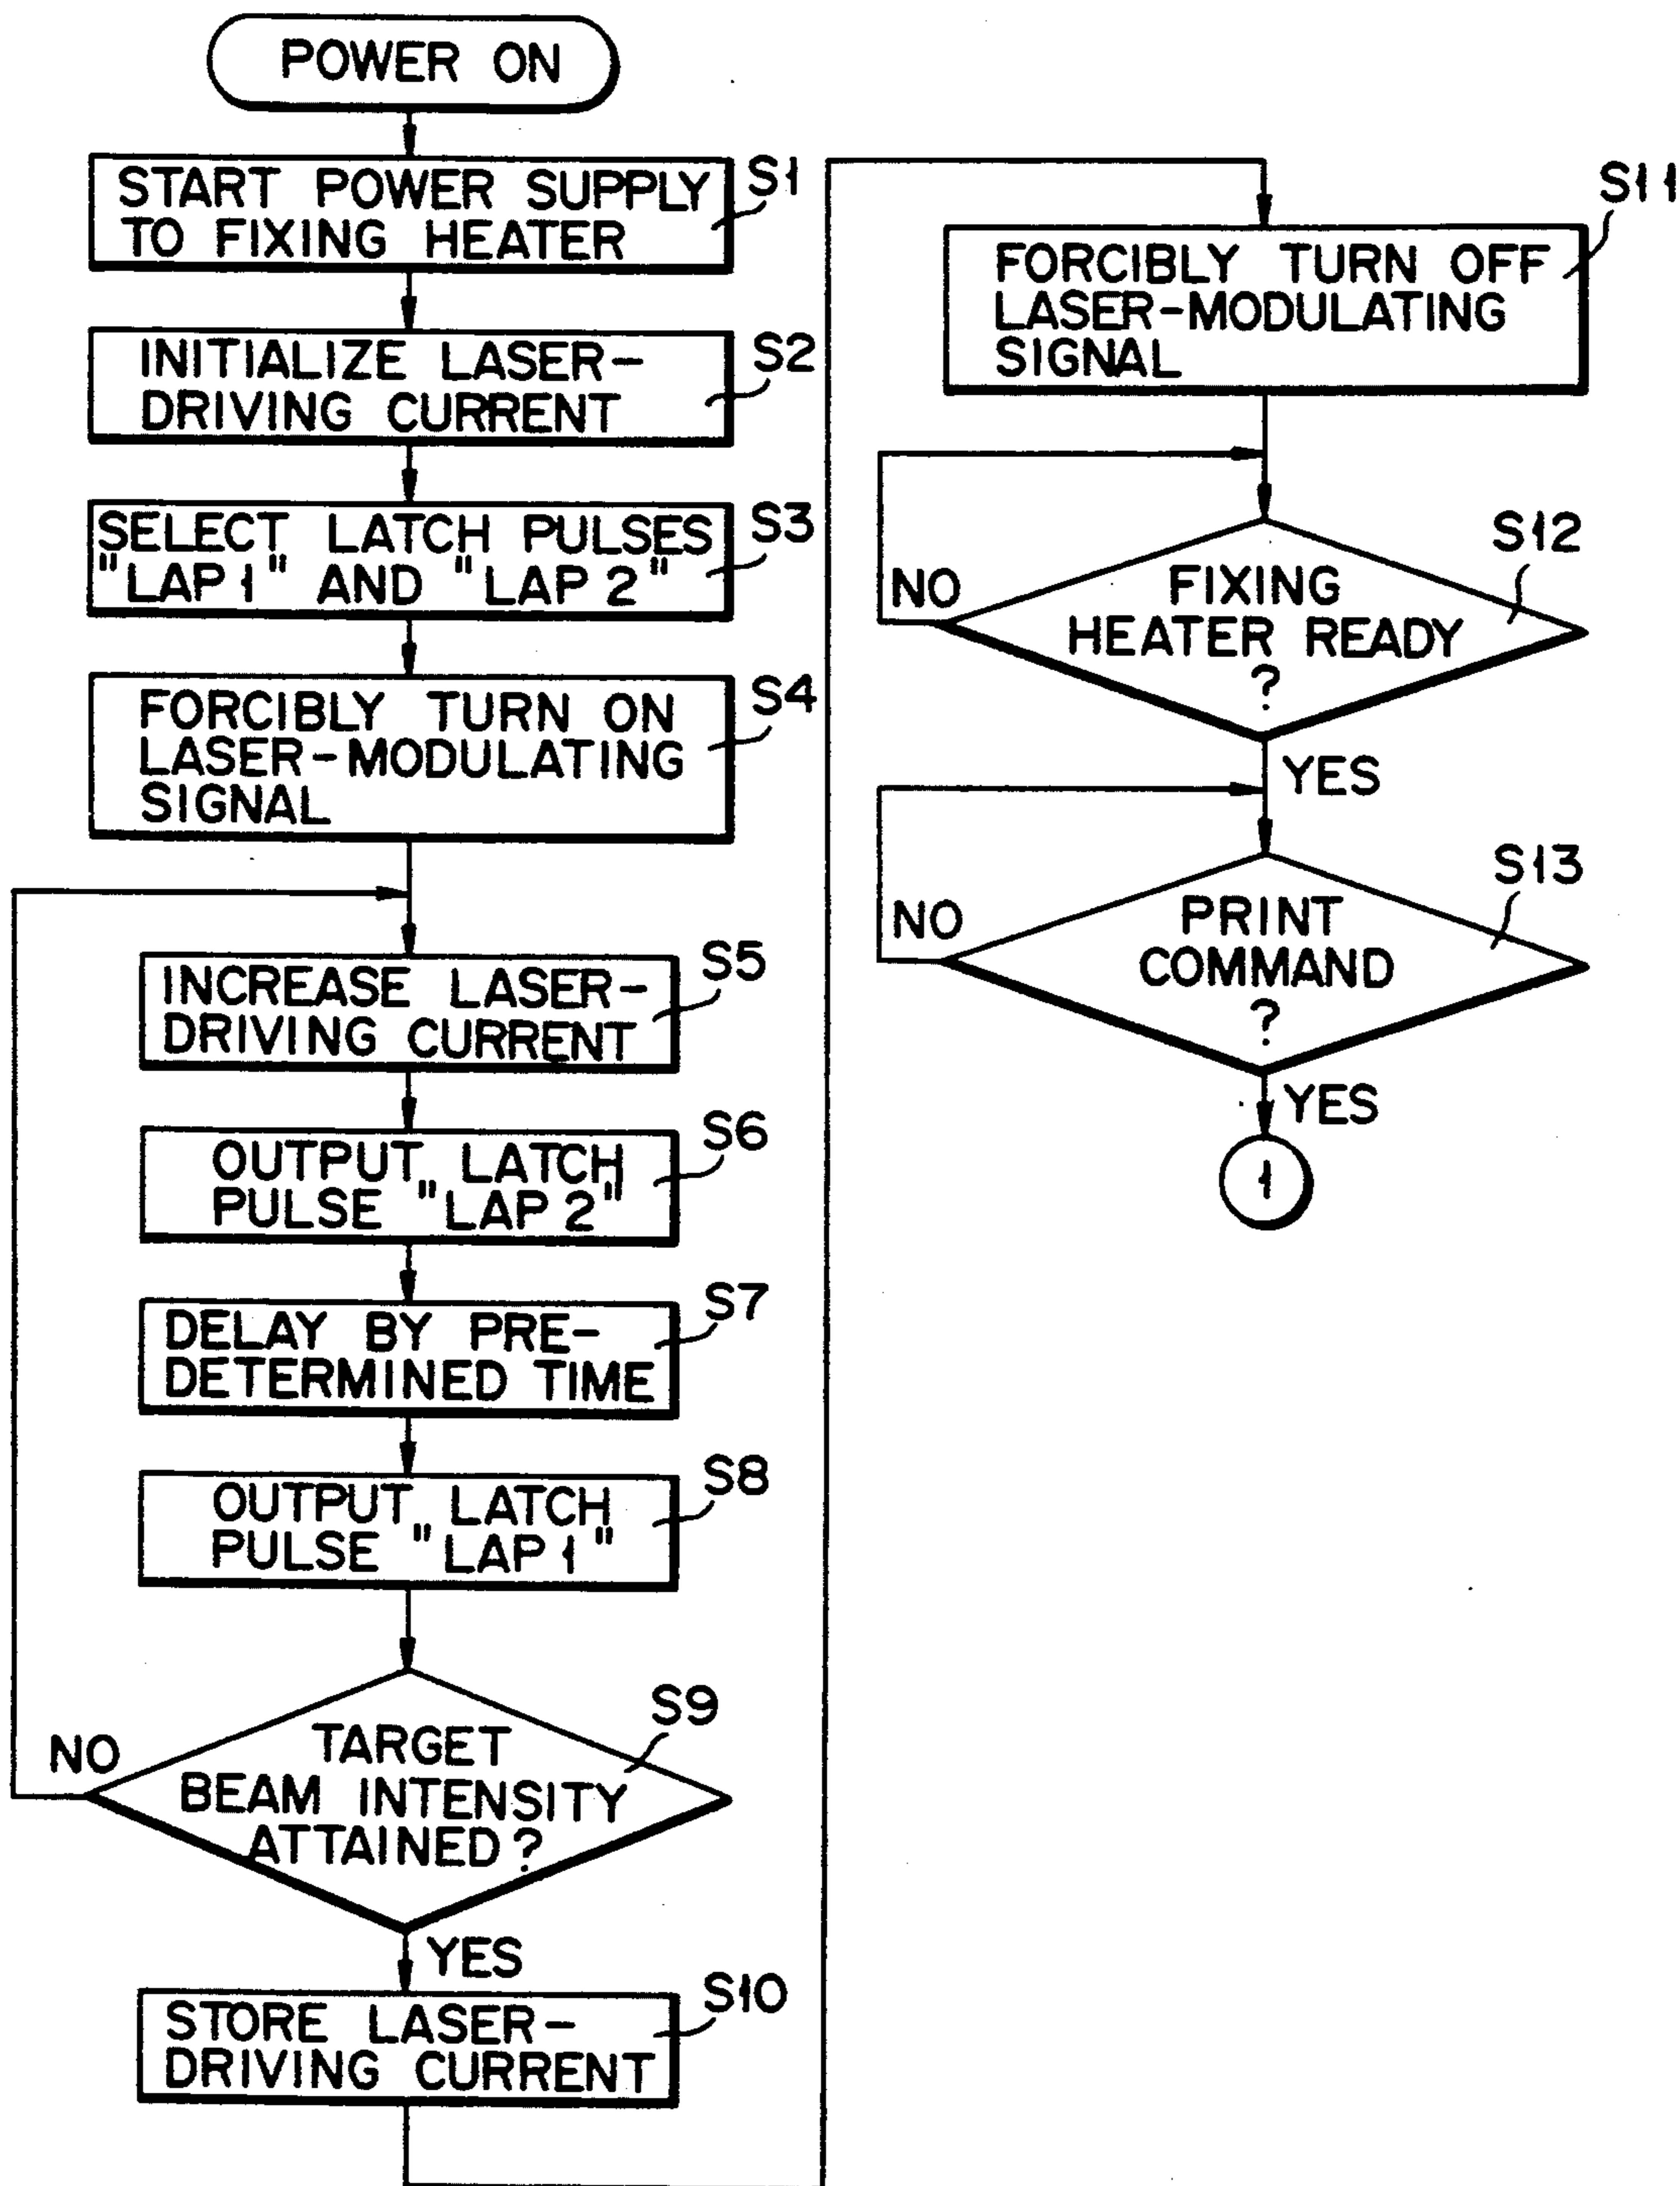 POWER ON
START POWER SUPPLY
TO FIXING HEATER
S1
INITIALIZE LASER-
DRIVING CURRENT
S2
SELECT LATCH PULSES
"LAP 1" AND "LAP 2"
S3
FORCIBLY TURN ON
LASER-MODULATING
SIGNAL
S4
INCREASE LASER-
DRIVING CURRENT
S5
OUTPUT LATCH
PULSE "LAP 2"
S6
DELAY BY PRE-
DETERMINED TIME
S7
OUTPUT LATCH
PULSE "LAP 1"
S8
TARGET
BEAM INTENSITY
ATTAINED?
S9
NO
YES
STORE LASER-
DRIVING CURRENT
S10
FORCIBLY TURN OFF
LASER-MODULATING
SIGNAL
S11
FIXING
HEATER READY
?
S12
NO
YES
PRINT
COMMAND
?
S13
NO
YES
1